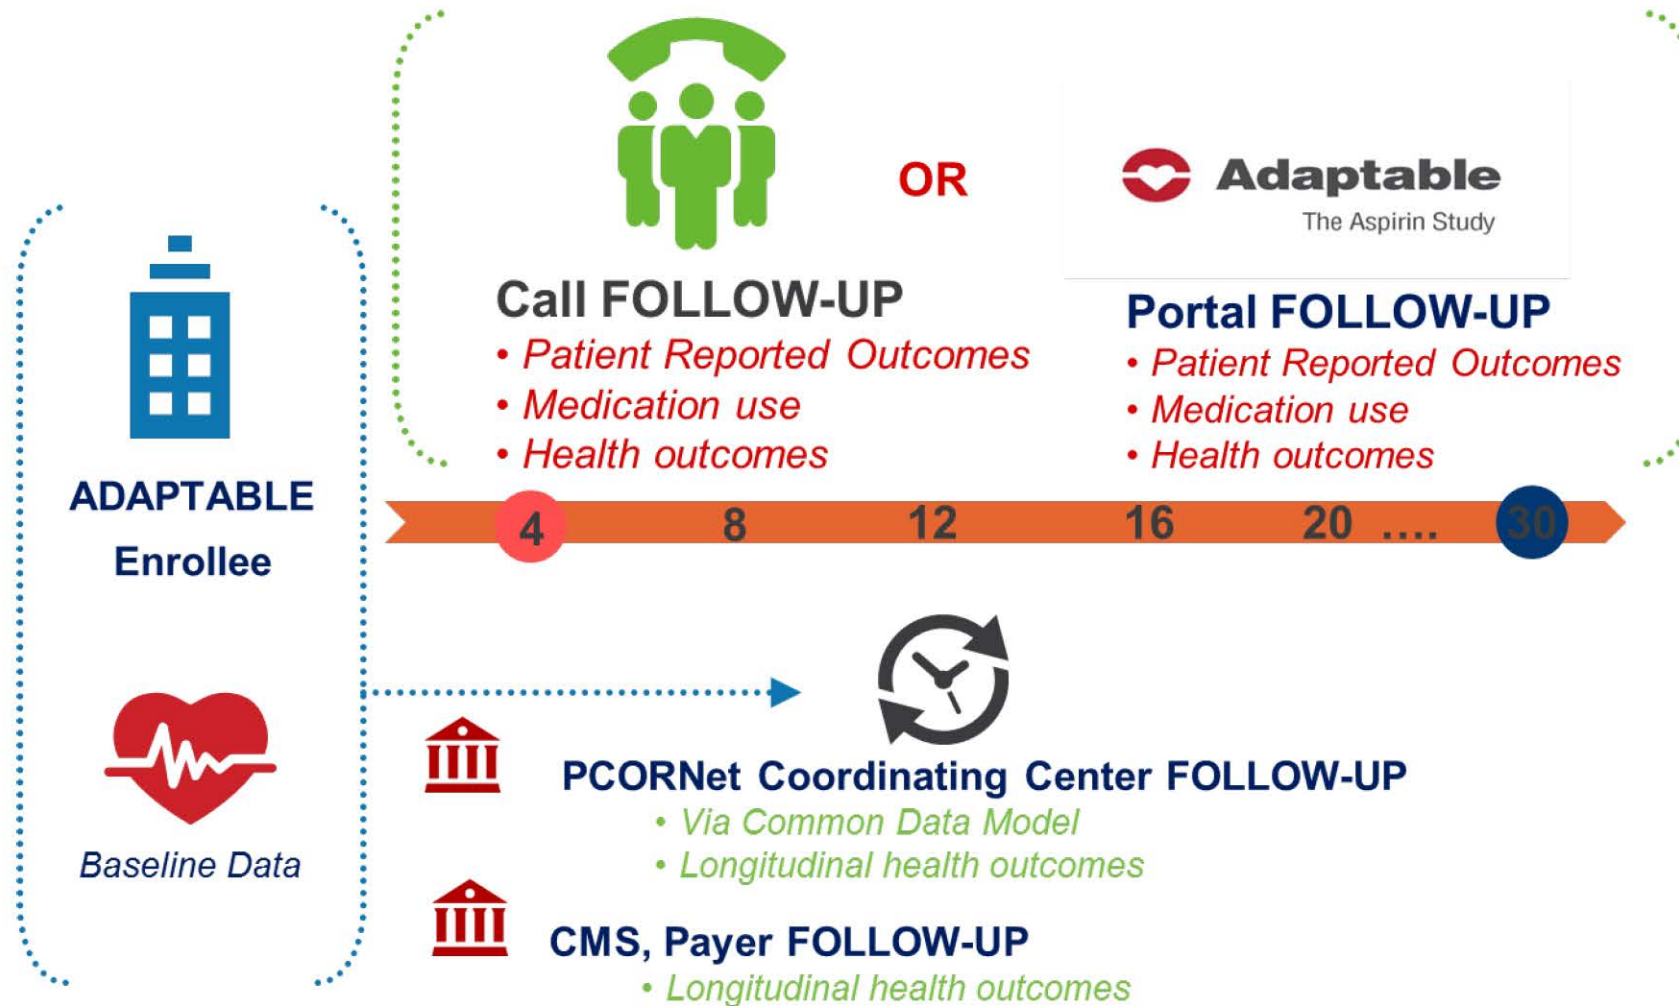 OR
Adaptable
The Aspirin Study
Call FOLLOW-UP
• Patient Reported Outcomes
• Medication use
• Health outcomes
Portal FOLLOW-UP
• Patient Reported Outcomes
• Medication use
• Health outcomes
ADAPTABLE
Enrollee
Baseline Data
4 8 12 16 20 .... 30
PCORNet Coordinating Center FOLLOW-UP
• Via Common Data Model
• Longitudinal health outcomes
CMS, Payer FOLLOW-UP
• Longitudinal health outcomes